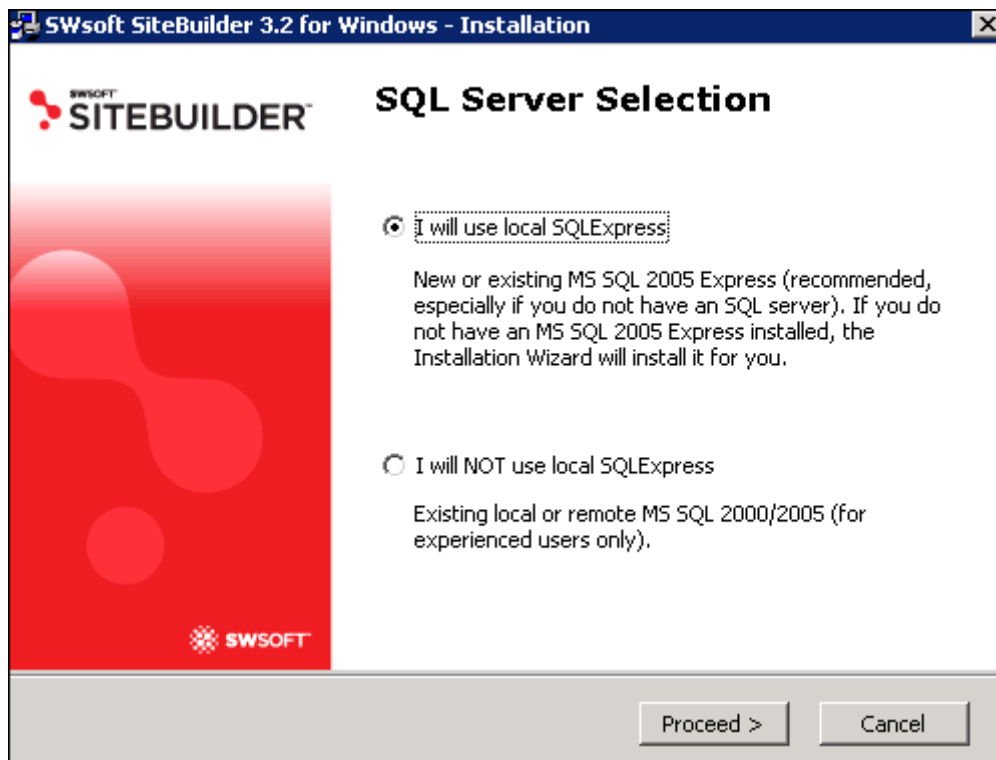 SWsoft SiteBuilder 3.2 for Windows - Installation
SWSOFT
SITEBUILDER™
SQL Server Selection
I will use local SQLExpress
New or existing MS SQL 2005 Express (recommended,
especially if you do not have an SQL server). If you do
not have an MS SQL 2005 Express installed, the
Installation Wizard will install it for you.
I will NOT use local SQLExpress
Existing local or remote MS SQL 2000/2005 (for
experienced users only).
SWSOFT™
Proceed >
Cancel